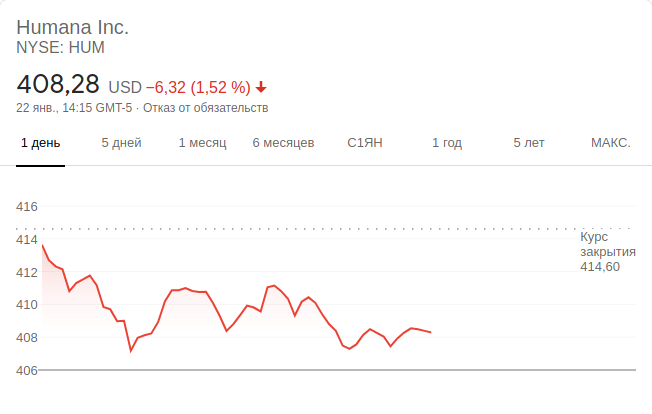 Humana Inc.
NYSE: HUM
408,28 USD −6,32 (1,52 %)
22 янв., 14:15 GMT-5 · Отказ от обязательств
1 день 5 дней 1 месяц 6 месяцев С1ЯН 1 год 5 лет МАКС.
416
414
412
410
408
406
Курс
закрытия
414,60